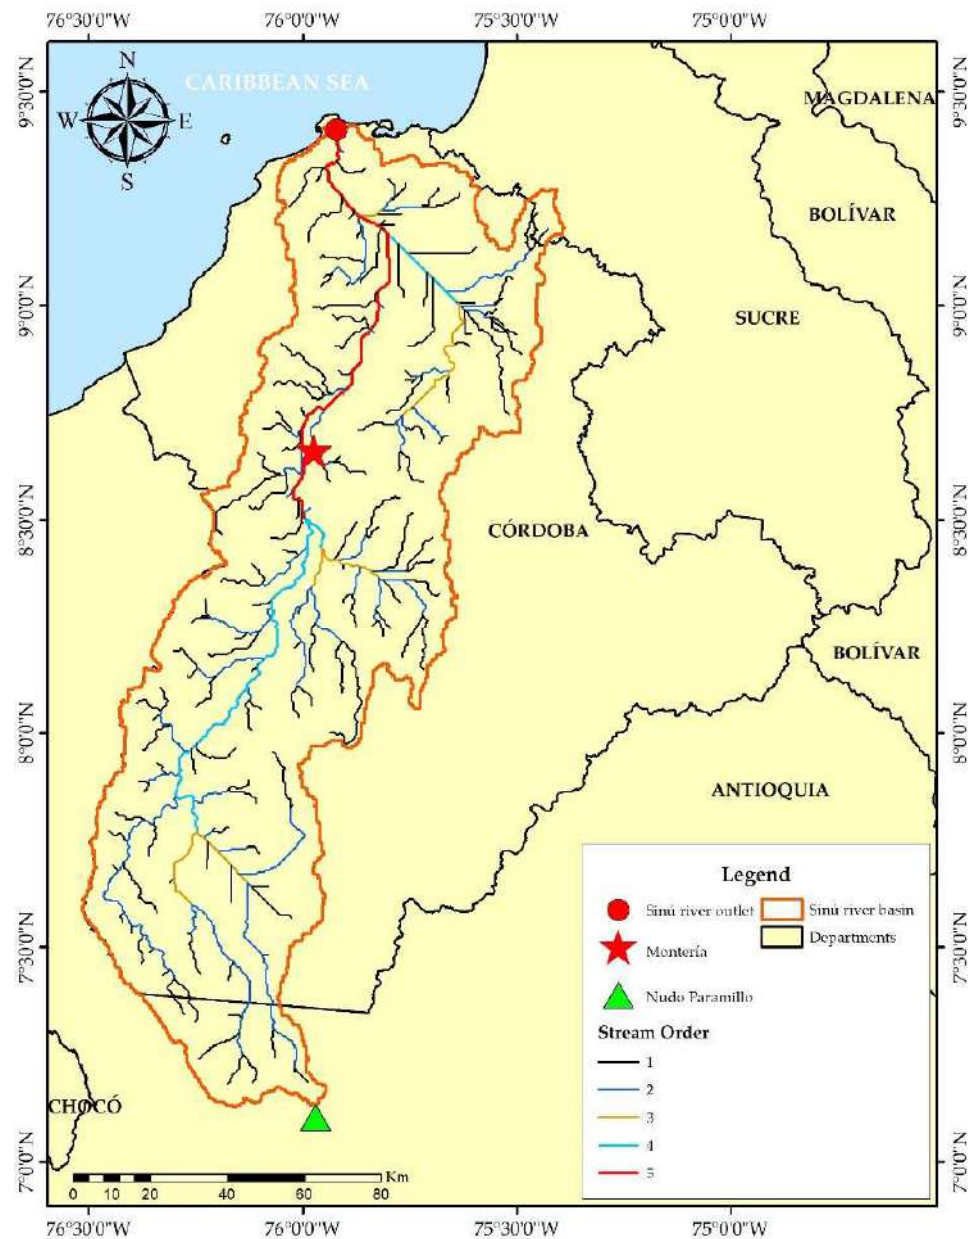 76°30'0"W 76°0'0"W 75°30'0"W 75°0'0"W
N
W E
S
CARIBBEAN SEA
9°30'0"N 9°30'0"N
MAGDALENA
BOLÍVAR
9°0'0"N 9°0'0"N
SUCRE
8°30'0"N 8°30'0"N
CÓRDOBA
BOLÍVAR
8°0'0"N 8°0'0"N
ANTIOQUIA
Legend
Sinú river outlet Sinú river basin
Montería Departments
Nudo Paramillo
7°30'0"N 7°30'0"N
Stream Order
1
2
3
4
5
CHOCÓ
7°0'0"N 7°0'0"N
Km
0 10 20 40 60 80
76°30'0"W 76°0'0"W 75°30'0"W 75°0'0"W